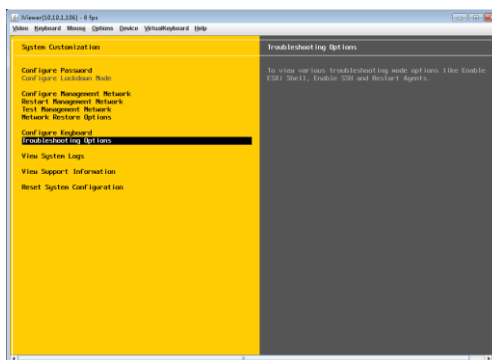 iViewer[10.10.1.106] - 0 fps
Video Keyboard Mouse Options Device VirtualKeyboard Help
System Customization
Troubleshooting Options
Configure Password
Configure Lockdown Mode
Configure Management Network
Restart Management Network
Test Management Network
Network Restore Options
Configure Keyboard
Troubleshooting Options
View System Logs
View Support Information
Reset System Configuration
To view various troubleshooting mode options like Enable
ESXi Shell, Enable SSH and Restart Agents.